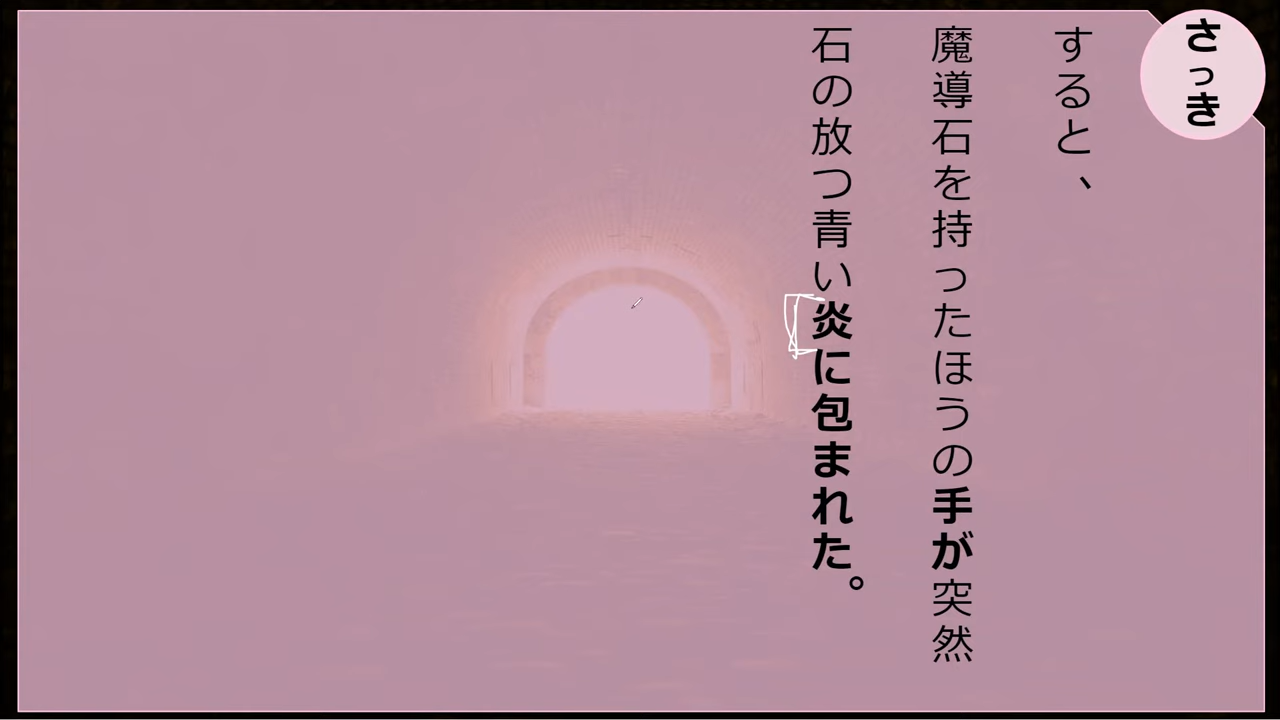 さっき
すると、
魔導石を持ったほうの手が突然
石の放つ青い炎に包まれた。